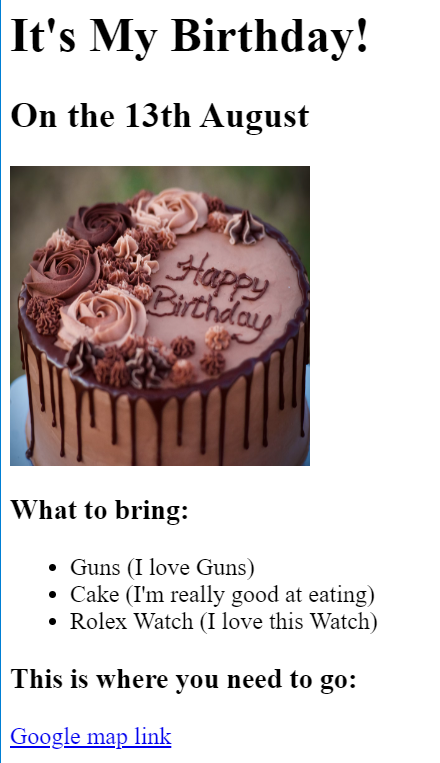 It's My Birthday!
On the 13th August
Happy
Birthday
What to bring:
Guns (I love Guns)
Cake (I'm really good at eating)
Rolex Watch (I love this Watch)
This is where you need to go:
Google map link